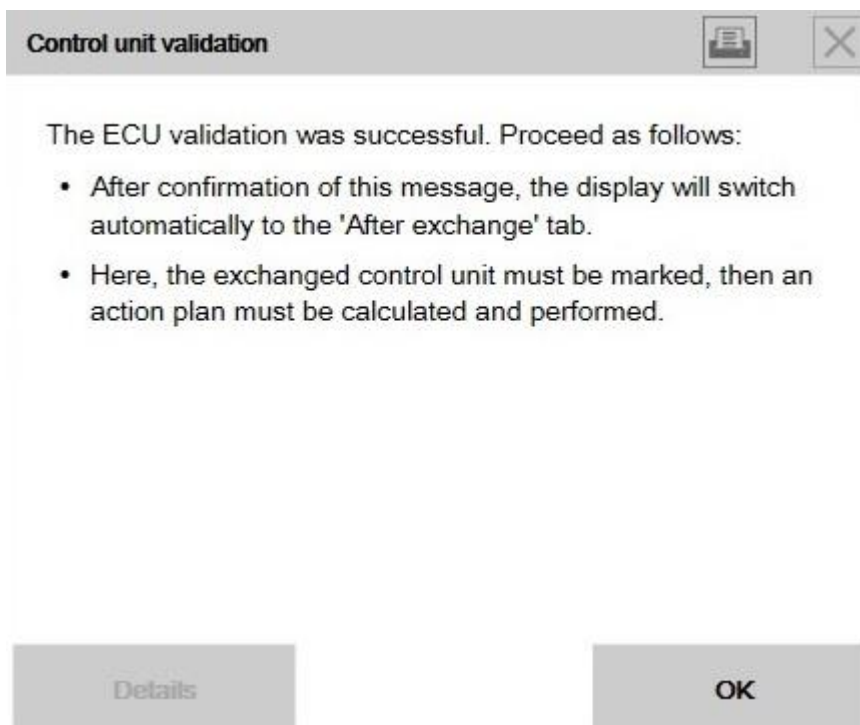 Control unit validation
The ECU validation was successful. Proceed as follows:
• After confirmation of this message, the display will switch
automatically to the 'After exchange' tab.
• Here, the exchanged control unit must be marked, then an
action plan must be calculated and performed.
Details
OK